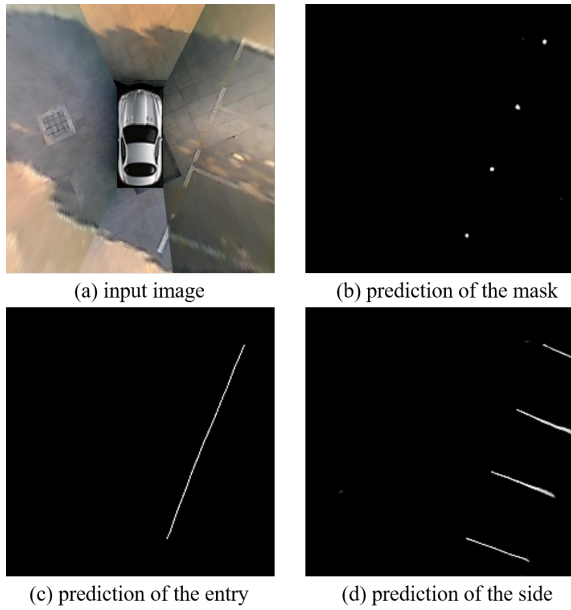 (a) input image
(b) prediction of the mask
(c) prediction of the entry
(d) prediction of the side